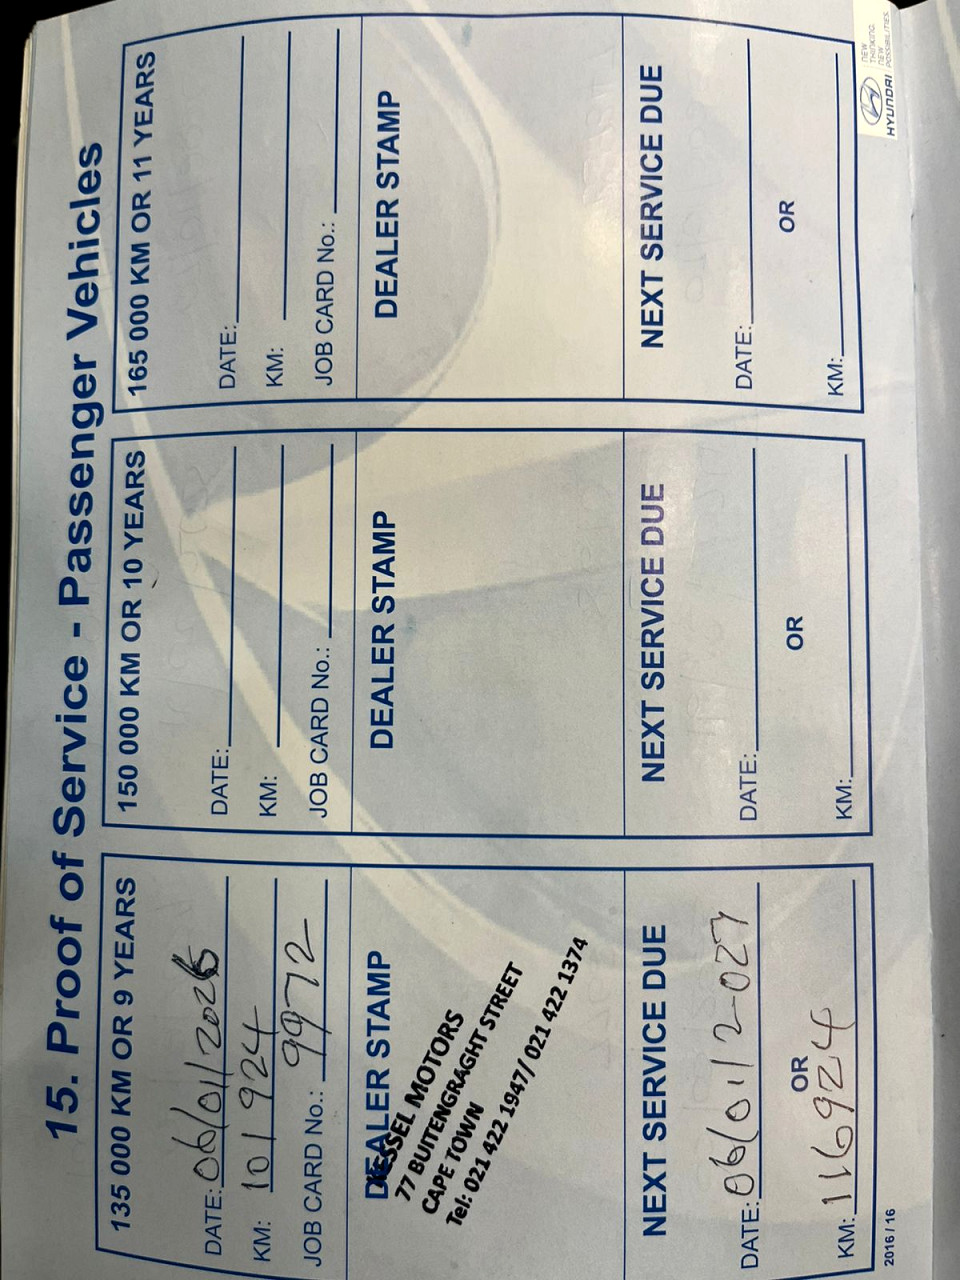 15. Proof of Service - Passenger Vehicles
135 000 KM OR 9 YEARS
DATE: 06/01/2026
KM: 101 924
JOB CARD No.: 9972
DEALER STAMP
KESSEL MOTORS
77 BUITENGRAGHT STREET
CAPE TOWN
Tel: 021 422 1947/ 021 422 1374
NEXT SERVICE DUE
DATE: 06/01/2027
OR
KM: 116924
150 000 KM OR 10 YEARS
DATE:
KM:
JOB CARD No.:
DEALER STAMP
NEXT SERVICE DUE
DATE:
OR
KM:
165 000 KM OR 11 YEARS
DATE:
KM:
JOB CARD No.:
DEALER STAMP
NEXT SERVICE DUE
DATE:
OR
KM:
2016 / 16
HYUNDAI
NEW
THINKING.
NEW
POSSIBILITIES.